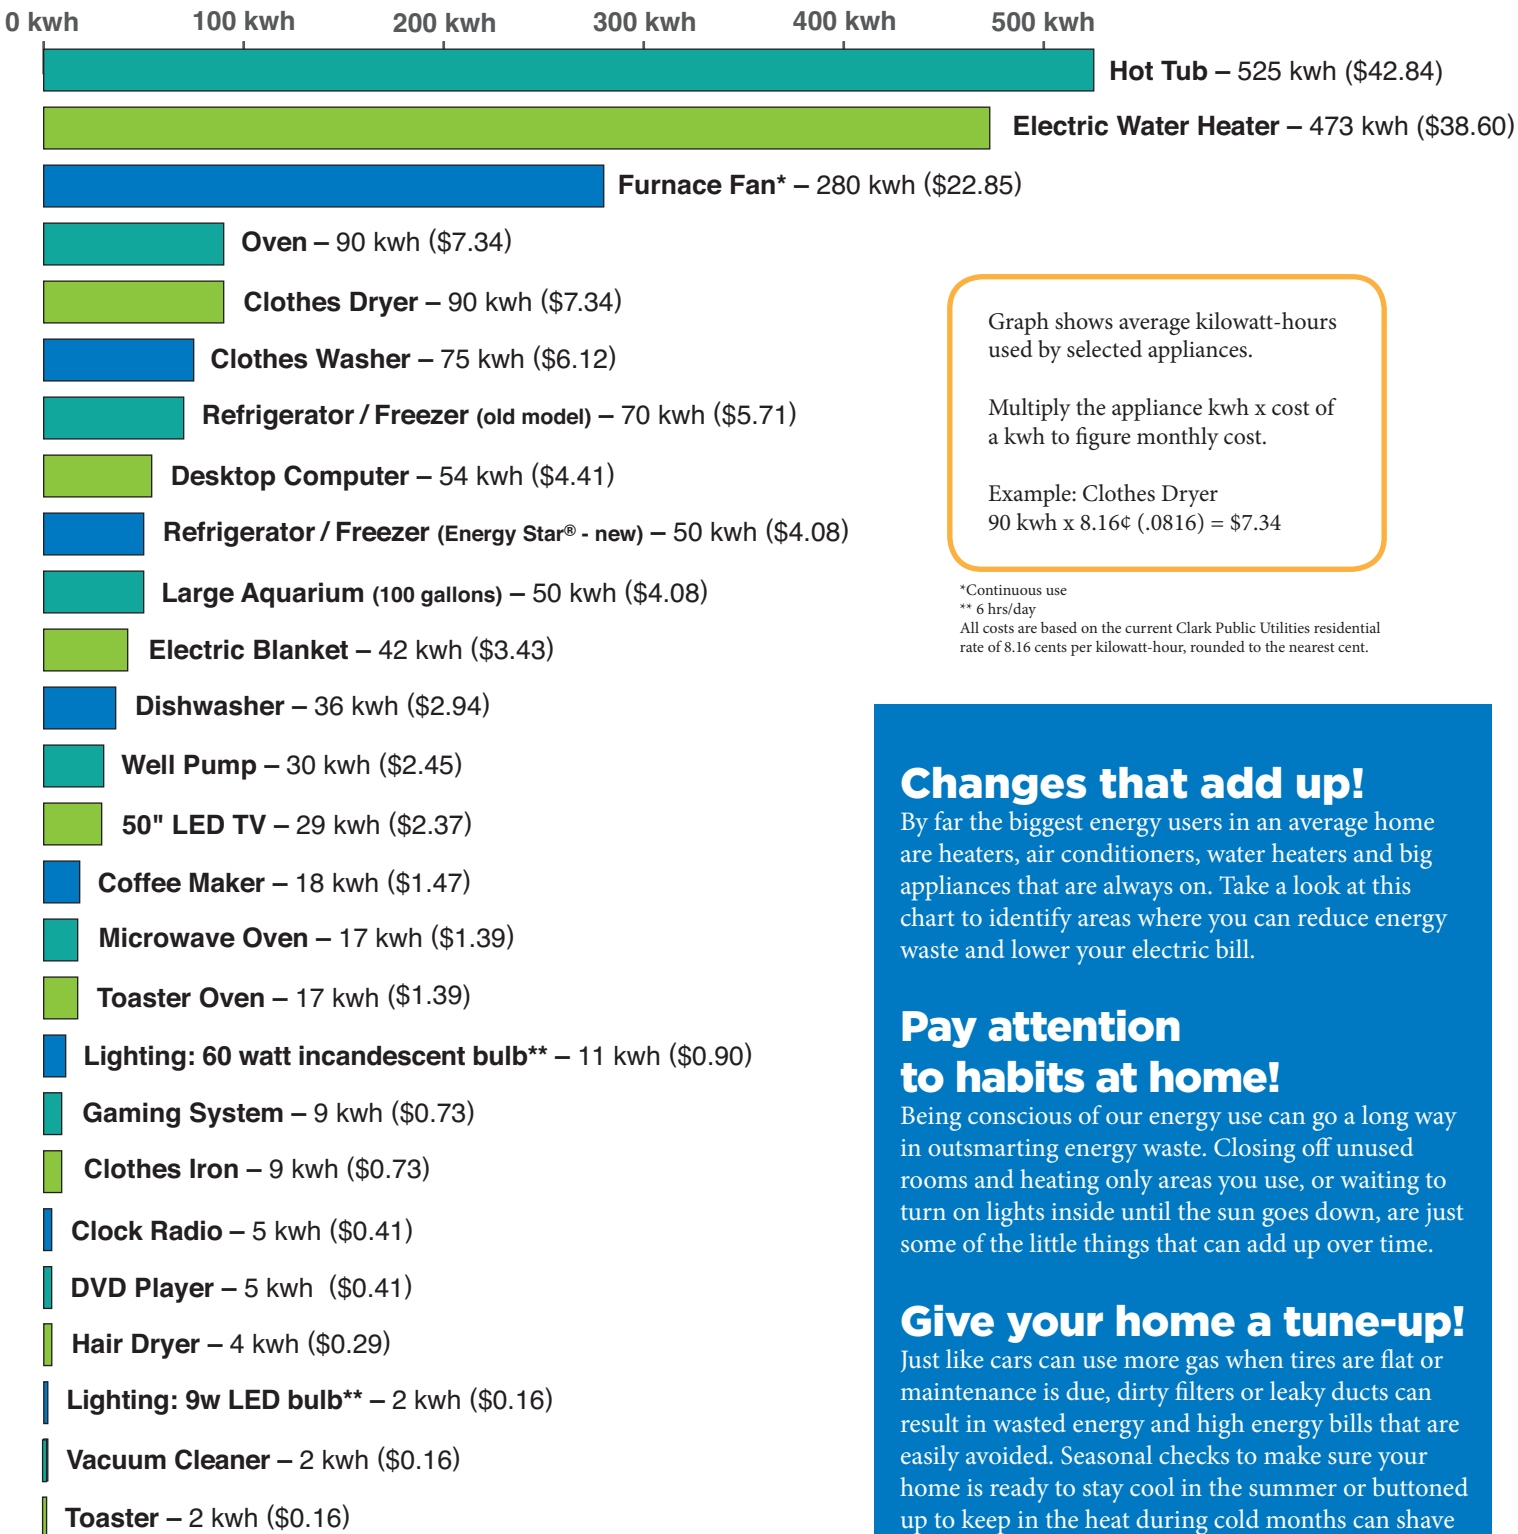 0 kwh 100 kwh 200 kwh 300 kwh 400 kwh 500 kwh
Hot Tub – 525 kwh ($42.84)
Electric Water Heater – 473 kwh ($38.60)
Furnace Fan* – 280 kwh ($22.85)
Oven – 90 kwh ($7.34)
Clothes Dryer – 90 kwh ($7.34)
Clothes Washer – 75 kwh ($6.12)
Refrigerator / Freezer (old model) – 70 kwh ($5.71)
Desktop Computer – 54 kwh ($4.41)
Refrigerator / Freezer (Energy Star® - new) – 50 kwh ($4.08)
Large Aquarium (100 gallons) – 50 kwh ($4.08)
Electric Blanket – 42 kwh ($3.43)
Dishwasher – 36 kwh ($2.94)
Well Pump – 30 kwh ($2.45)
50" LED TV – 29 kwh ($2.37)
Coffee Maker – 18 kwh ($1.47)
Microwave Oven – 17 kwh ($1.39)
Toaster Oven – 17 kwh ($1.39)
Lighting: 60 watt incandescent bulb** – 11 kwh ($0.90)
Gaming System – 9 kwh ($0.73)
Clothes Iron – 9 kwh ($0.73)
Clock Radio – 5 kwh ($0.41)
DVD Player – 5 kwh ($0.41)
Hair Dryer – 4 kwh ($0.29)
Lighting: 9w LED bulb** – 2 kwh ($0.16)
Vacuum Cleaner – 2 kwh ($0.16)
Toaster – 2 kwh ($0.16)
Graph shows average kilowatt-hours
used by selected appliances.
Multiply the appliance kwh x cost of
a kwh to figure monthly cost.
Example: Clothes Dryer
90 kwh x 8.16¢ (.0816) = $7.34
*Continuous use
** 6 hrs/day
All costs are based on the current Clark Public Utilities residential
rate of 8.16 cents per kilowatt-hour, rounded to the nearest cent.
Changes that add up!
By far the biggest energy users in an average home
are heaters, air conditioners, water heaters and big
appliances that are always on. Take a look at this
chart to identify areas where you can reduce energy
waste and lower your electric bill.
Pay attention
to habits at home!
Being conscious of our energy use can go a long way
in outsmarting energy waste. Closing off unused
rooms and heating only areas you use, or waiting to
turn on lights inside until the sun goes down, are just
some of the little things that can add up over time.
Give your home a tune-up!
Just like cars can use more gas when tires are flat or
maintenance is due, dirty filters or leaky ducts can
result in wasted energy and high energy bills that are
easily avoided. Seasonal checks to make sure your
home is ready to stay cool in the summer or buttoned
up to keep in the heat during cold months can shave